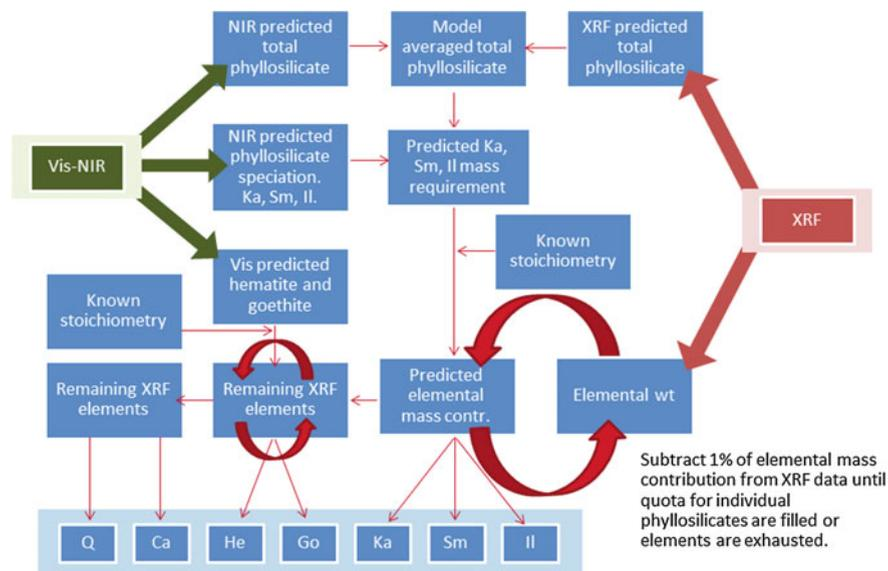 NIR predicted
total
phyllosilicate
Model
averaged total
phyllosilicate
XRF predicted
total
phyllosilicate
Vis-NIR
NIR predicted
phyllosilicate
speciation.
Ka, Sm, Il.
Predicted Ka,
Sm, Il mass
requirement
XRF
Known
stoichiometry
Vis predicted
hematite and
goethite
Known
stoichiometry
Remaining XRF
elements
Remaining XRF
elements
Predicted
elemental
mass contr.
Elemental wt
Subtract 1% of elemental mass
contribution from XRF data until
quota for individual
phyllosilicates are filled or
elements are exhausted.
Q
Ca
He
Go
Ka
Sm
Il